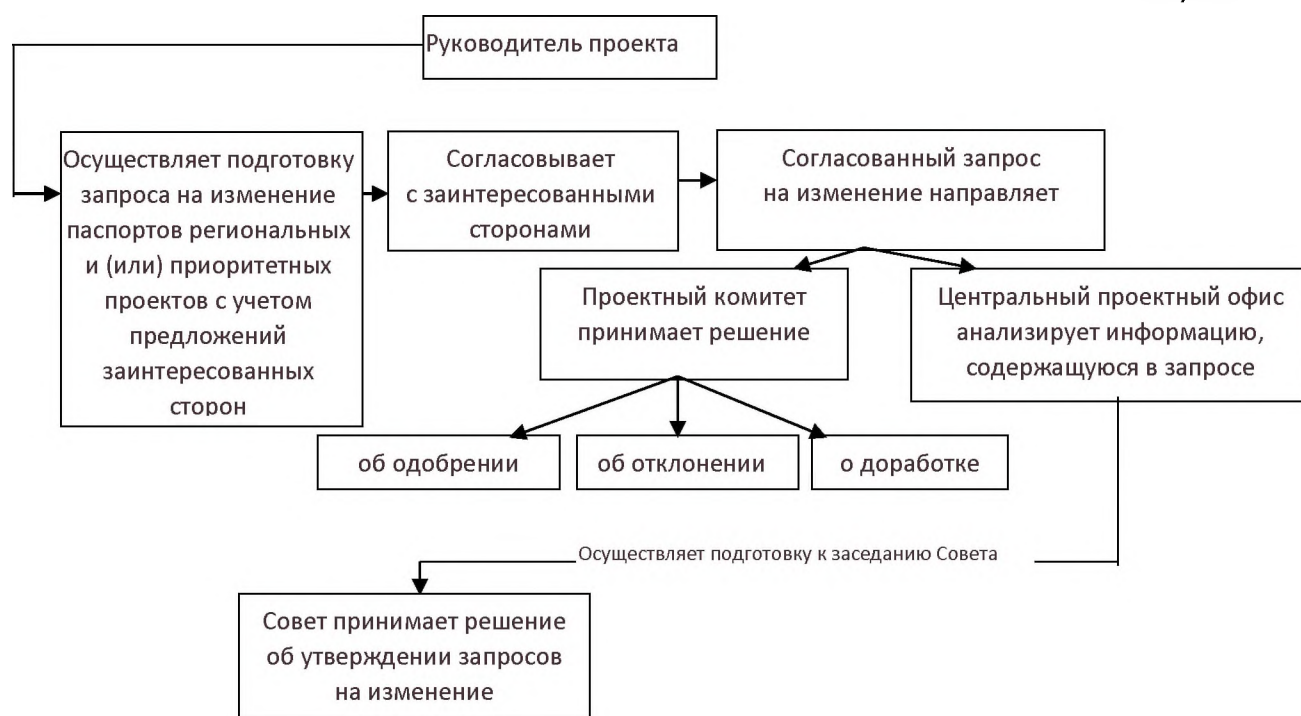 Руководитель проекта
Осуществляет подготовку
запроса на изменение
паспортов региональных
и (или) приоритетных
проектов с учетом
предложений
заинтересованных
сторон
Согласовывает
с заинтересованными
сторонами
Согласованный запрос
на изменение направляет
Проектный комитет
принимает решение
Центральный проектный офис
анализирует информацию,
содержащуюся в запросе
об одобрении
об отклонении
о доработке
Осуществляет подготовку к заседанию Совета
Совет принимает решение
об утверждении запросов
на изменение